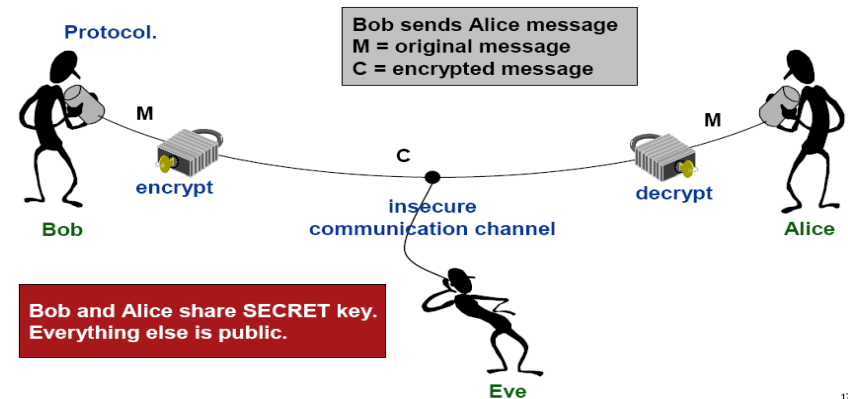 Protocol.
Bob sends Alice message
M = original message
C = encrypted message
M
C
M
encrypt
decrypt
insecure
communication channel
Bob
Alice
Bob and Alice share SECRET key.
Everything else is public.
Eve